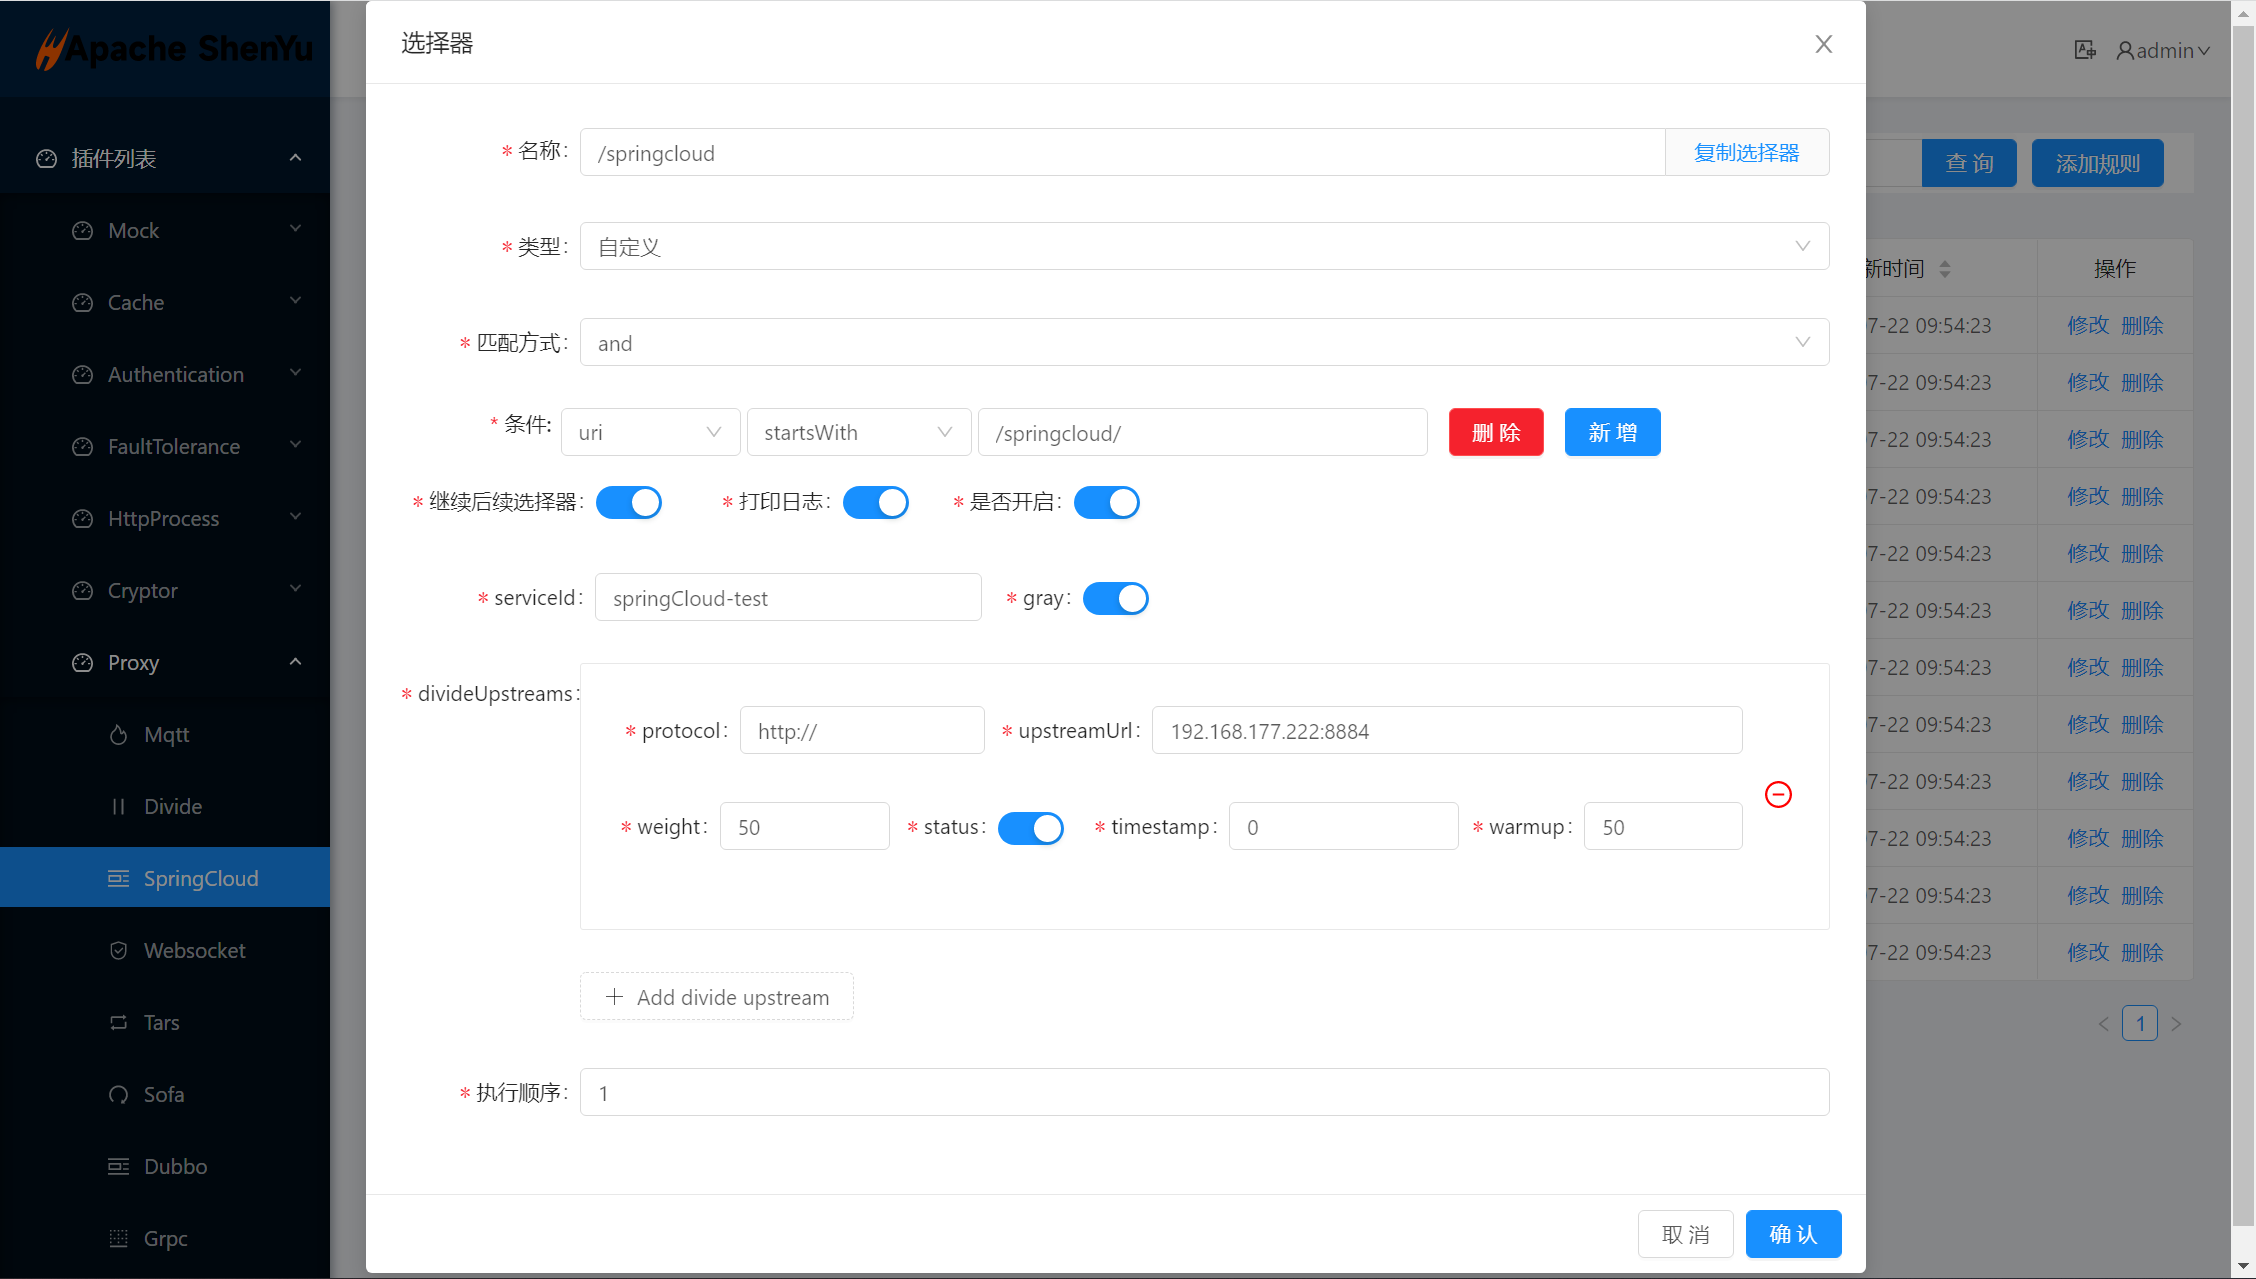 Apache ShenYu
插件列表
Mock
Cache
Authentication
FaultTolerance
HttpProcess
Cryptor
Proxy
Mqtt
Divide
SpringCloud
Websocket
Tars
Sofa
Dubbo
Grpc
选择器
* 名称: /springcloud 复制选择器
* 类型: 自定义
* 匹配方式: and
* 条件: uri startsWith /springcloud/ 删 除 新 增
* 继续后续选择器: * 打印日志: * 是否开启:
* serviceId: springCloud-test * gray:
* divideUpstreams:
* protocol: http:// * upstreamUrl: 192.168.177.222:8884
* weight: 50 * status: * timestamp: 0 * warmup: 50
+ Add divide upstream
* 执行顺序: 1
取 消 确 认
admin
查 询 添加规则
新时间 操作
7-22 09:54:23 修改 删除
7-22 09:54:23 修改 删除
7-22 09:54:23 修改 删除
7-22 09:54:23 修改 删除
7-22 09:54:23 修改 删除
7-22 09:54:23 修改 删除
7-22 09:54:23 修改 删除
7-22 09:54:23 修改 删除
7-22 09:54:23 修改 删除
7-22 09:54:23 修改 删除
7-22 09:54:23 修改 删除
7-22 09:54:23 修改 删除
< 1 >